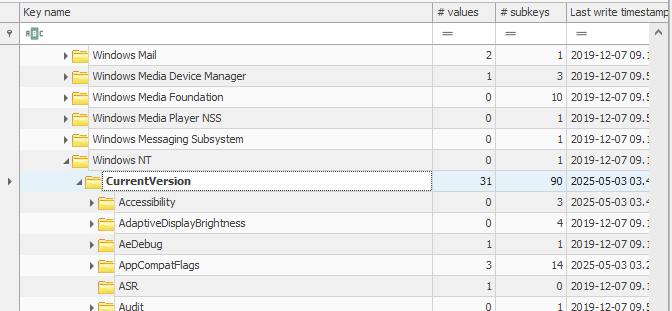 Key name # values # subkeys Last write timestamp
ABC = = =
Windows Mail 2 1 2019-12-07 09.1
Windows Media Device Manager 1 3 2019-12-07 09.5
Windows Media Foundation 0 10 2019-12-07 09.5
Windows Media Player NSS 0 1 2019-12-07 09.5
Windows Messaging Subsystem 0 1 2019-12-07 09.1
Windows NT 0 1 2019-12-07 09.1
CurrentVersion 31 90 2025-05-03 03.4
Accessibility 0 3 2025-05-03 03.4
AdaptiveDisplayBrightness 0 4 2019-12-07 09.1
AeDebug 1 1 2019-12-07 09.1
AppCompatFlags 3 14 2025-05-03 03.2
ASR 1 0 2019-12-07 09.1
Audit 0 1 2019-12-07 09.1